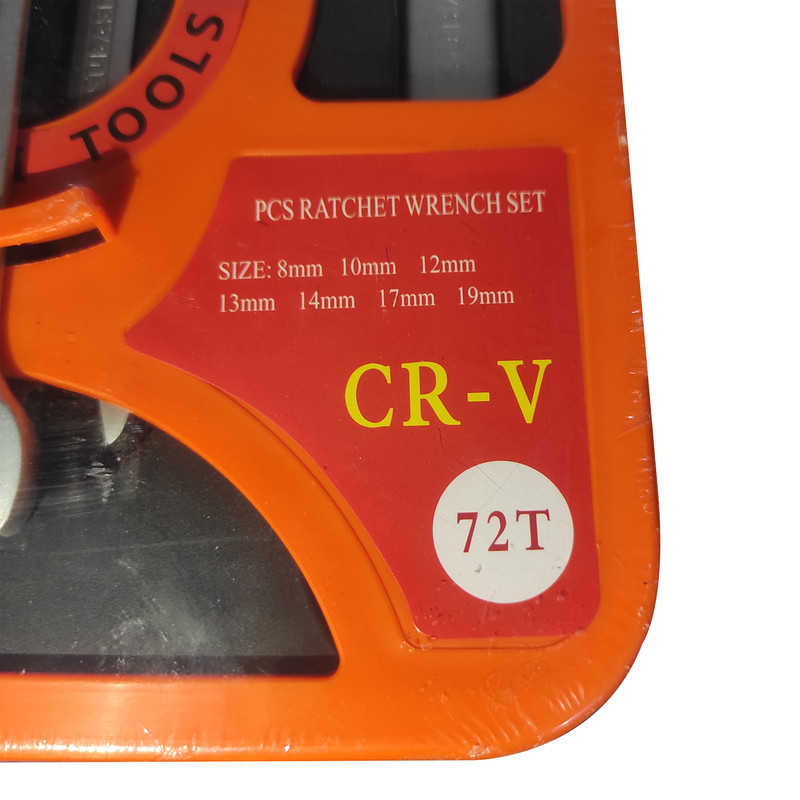 TOOLS
PCS RATCHET WRENCH SET
SIZE: 8mm 10mm 12mm
13mm 14mm 17mm 19mm
CR-V
72T